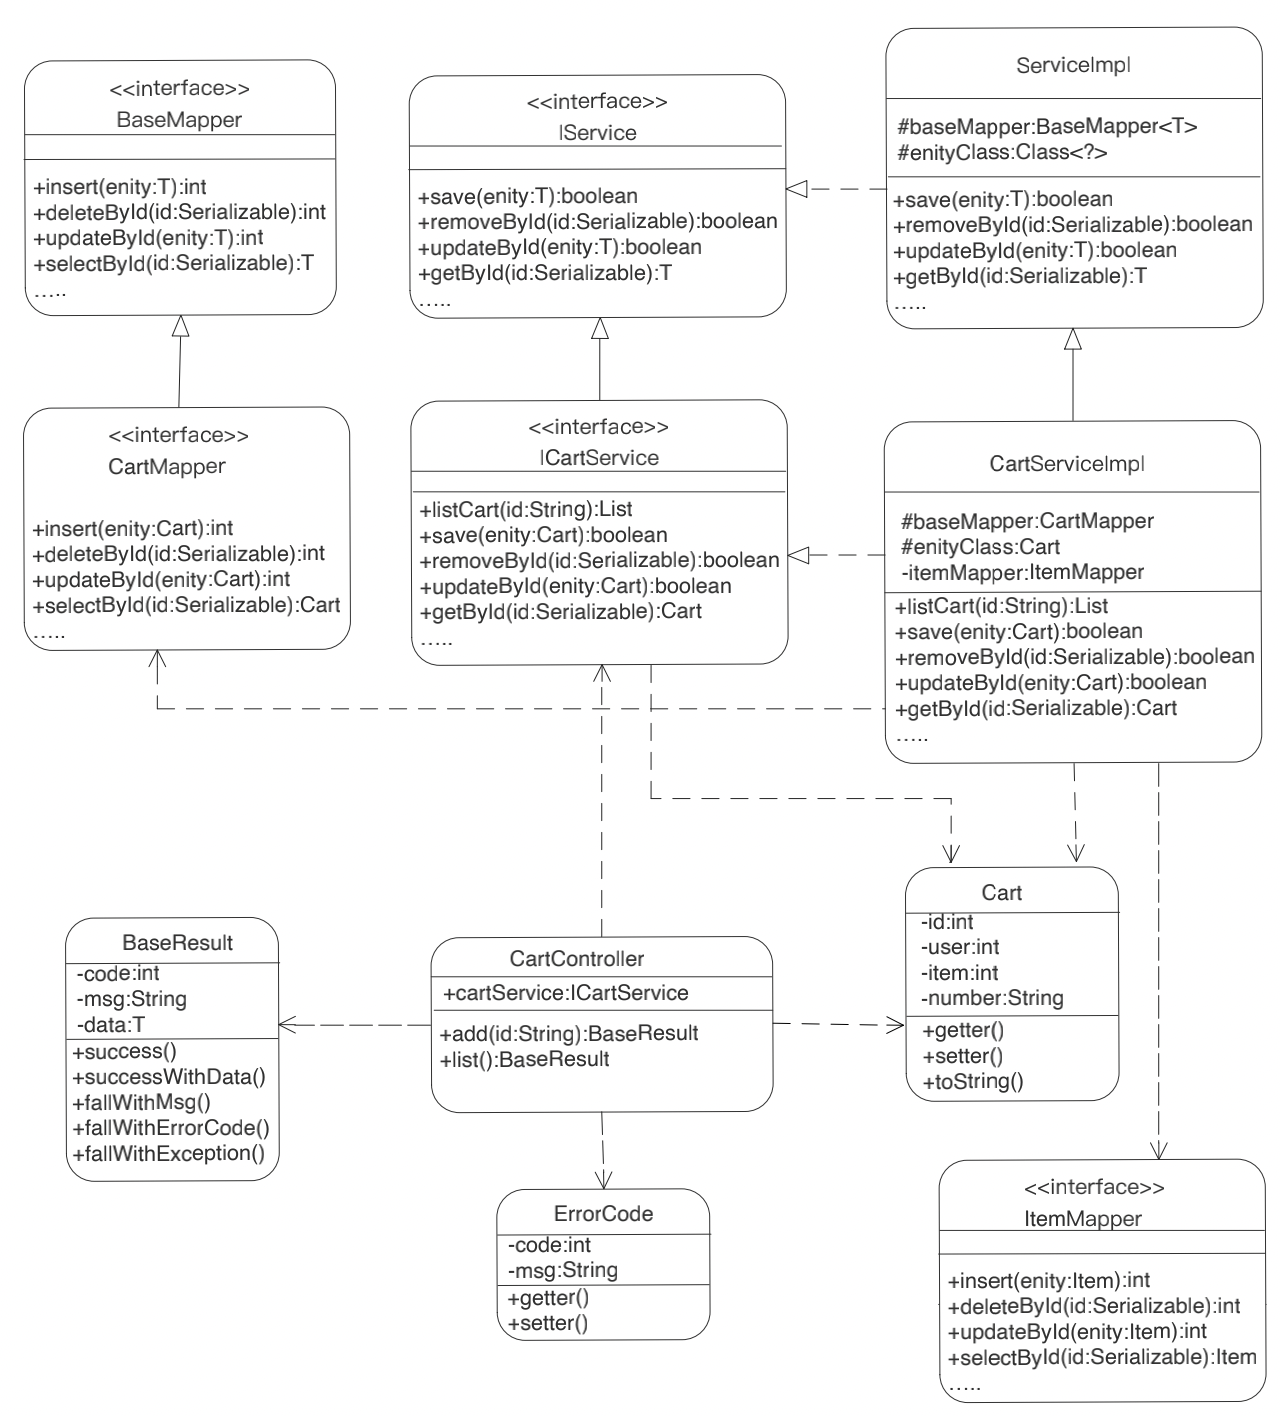 <<interface>>
BaseMapper
+insert(enity:T):int
+deleteById(id:Serializable):int
+updateById(enity:T):int
+selectById(id:Serializable):T
.....
<<interface>>
IService
+save(enity:T):boolean
+removeById(id:Serializable):boolean
+updateById(enity:T):boolean
+getById(id:Serializable):T
.....
ServiceImpl
#baseMapper:BaseMapper<T>
#enityClass:Class<?>
+save(enity:T):boolean
+removeById(id:Serializable):boolean
+updateById(enity:T):boolean
+getById(id:Serializable):T
.....
<<interface>>
CartMapper
+insert(enity:Cart):int
+deleteById(id:Serializable):int
+updateById(enity:Cart):int
+selectById(id:Serializable):Cart
.....
<<interface>>
ICartService
+listCart(id:String):List
+save(enity:Cart):boolean
+removeById(id:Serializable):boolean
+updateById(enity:Cart):boolean
+getById(id:Serializable):Cart
.....
CartServiceImpl
#baseMapper:CartMapper
#enityClass:Cart
-itemMapper:ItemMapper
+listCart(id:String):List
+save(enity:Cart):boolean
+removeById(id:Serializable):boolean
+updateById(enity:Cart):boolean
+getById(id:Serializable):Cart
.....
BaseResult
-code:int
-msg:String
-data:T
+success()
+successWithData()
+fallWithMsg()
+fallWithErrorCode()
+fallWithException()
CartController
+cartService:ICartService
+add(id:String):BaseResult
+list():BaseResult
Cart
-id:int
-user:int
-item:int
-number:String
+getter()
+setter()
+toString()
ErrorCode
-code:int
-msg:String
+getter()
+setter()
<<interface>>
ItemMapper
+insert(enity:Item):int
+deleteById(id:Serializable):int
+updateById(enity:Item):int
+selectById(id:Serializable):Item
.....